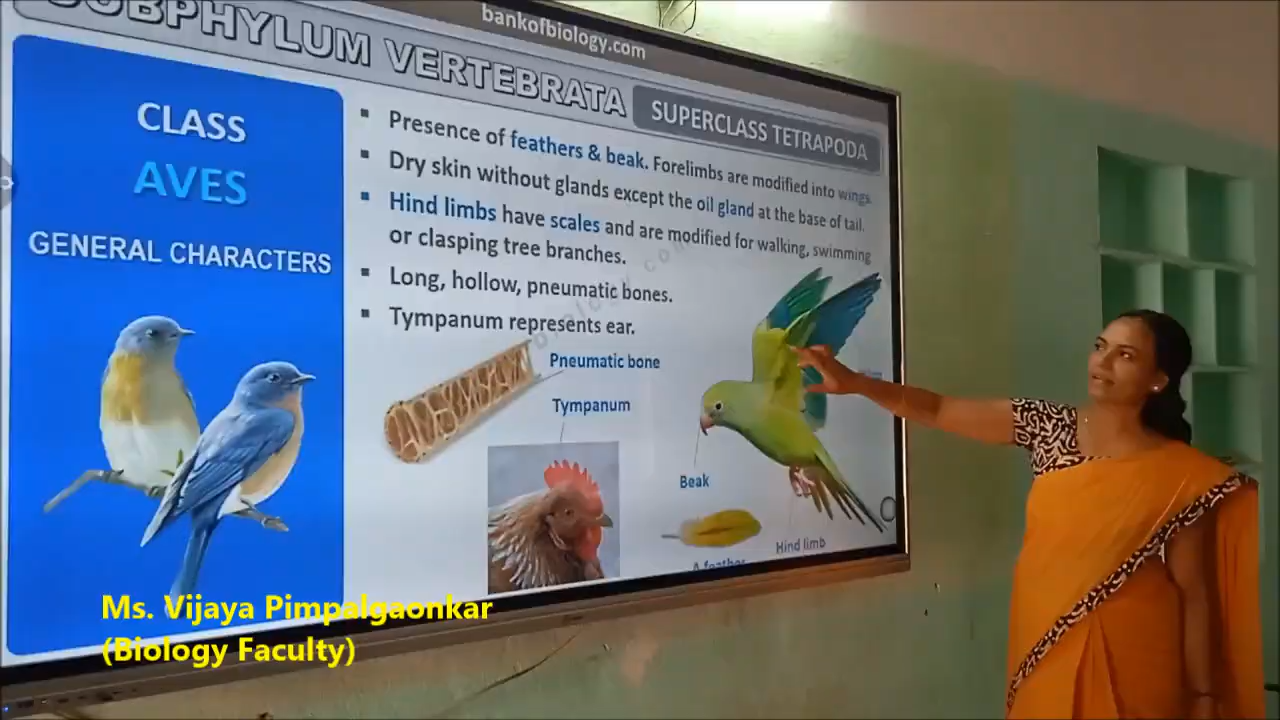 bankofbiology.com
SUBPHYLUM VERTEBRATA
SUPERCLASS TETRAPODA
CLASS
AVES
GENERAL CHARACTERS
▪ Presence of feathers & beak. Forelimbs are modified into wings.
▪ Dry skin without glands except the oil gland at the base of tail.
▪ Hind limbs have scales and are modified for walking, swimming
or clasping tree branches.
▪ Long, hollow, pneumatic bones.
▪ Tympanum represents ear.
Pneumatic bone
Tympanum
Beak
Hind limb
A feather
Ms. Vijaya Pimpalgaonkar
(Biology Faculty)